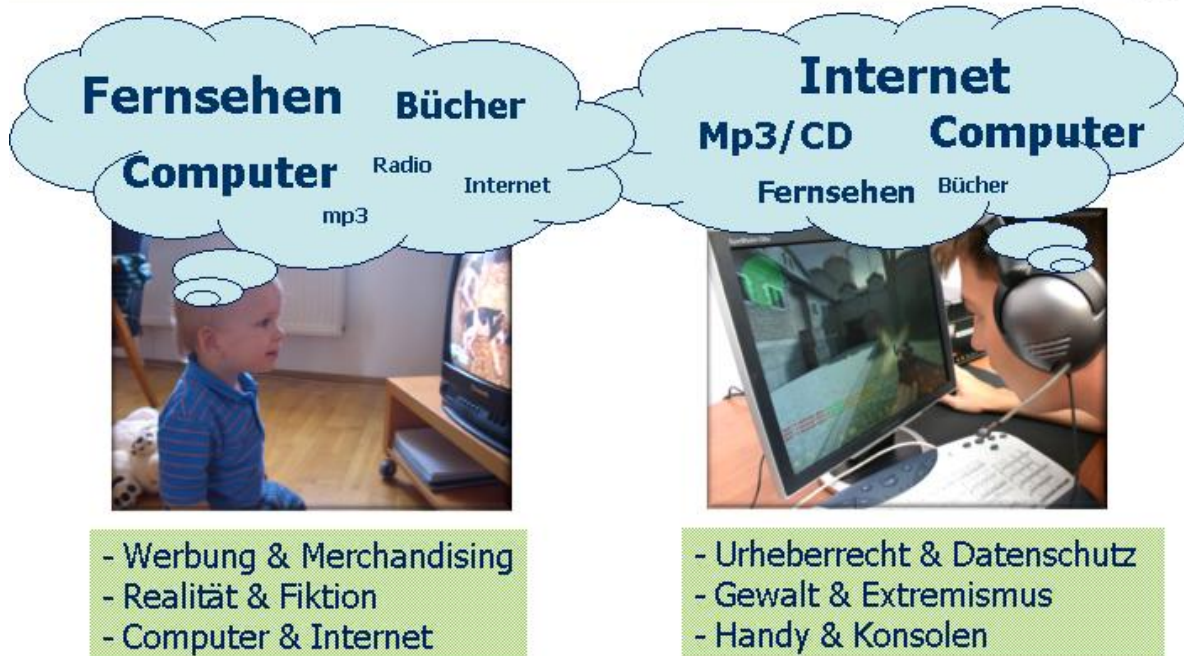 Fernsehen
Bücher
Computer
Radio
Internet
mp3
- Werbung & Merchandising
- Realität & Fiktion
- Computer & Internet
Internet
Mp3/CD
Computer
Fernsehen
Bücher
- Urheberrecht & Datenschutz
- Gewalt & Extremismus
- Handy & Konsolen